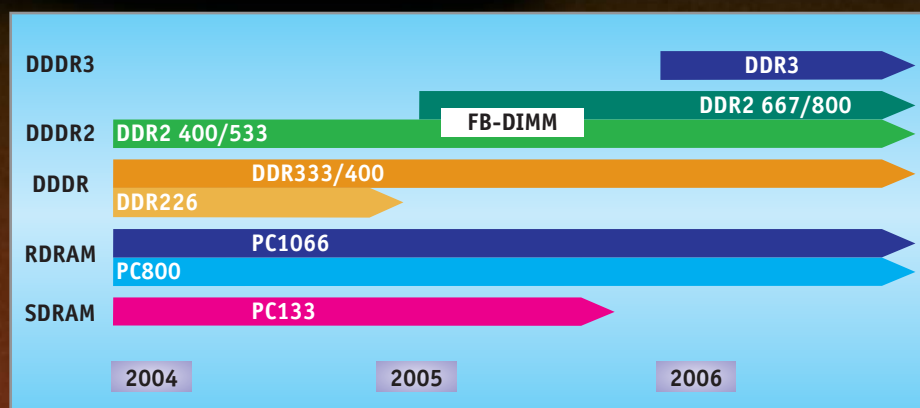 DDDR3
DDR3
DDR2 667/800
FB-DIMM
DDDR2
DDR2 400/533
DDDR
DDR333/400
DDR226
RDRAM
PC1066
PC800
SDRAM
PC133
2004
2005
2006